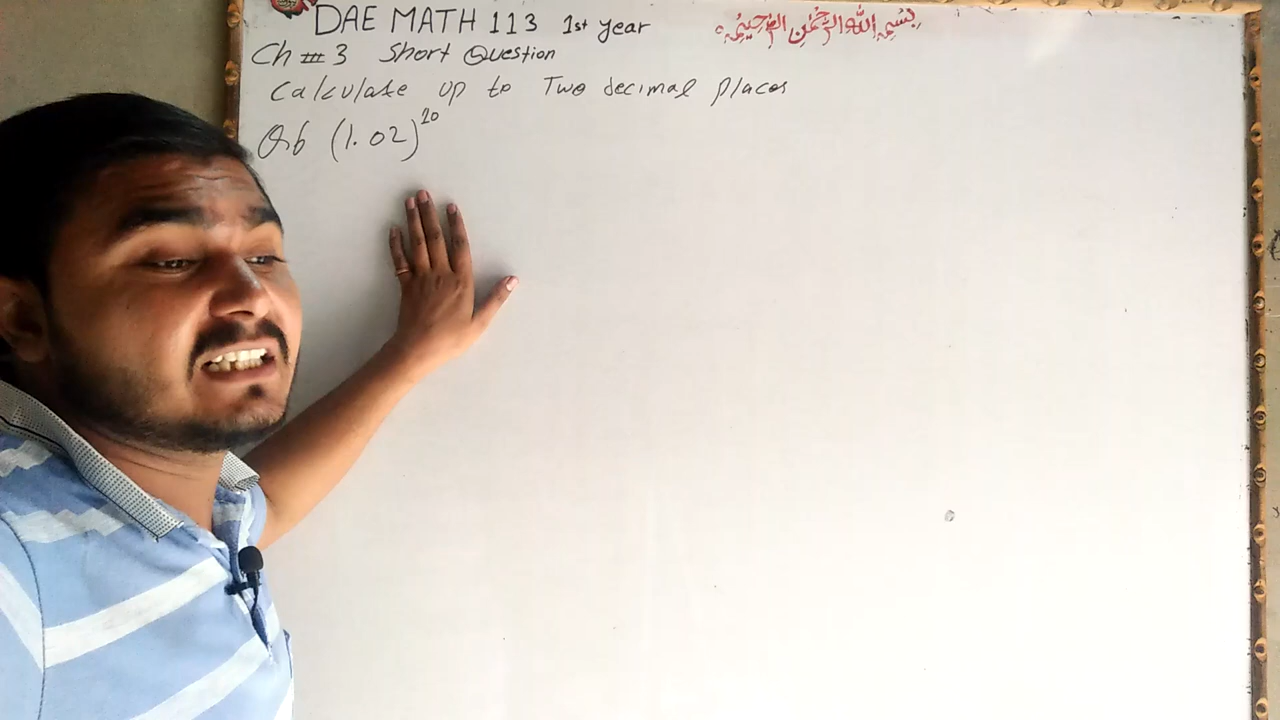 DAE MATH 113 1st year
بِسْمِ اللهِ الرَّحْمٰنِ الرَّحِيْمِ
Ch # 3 Short Question
Calculate up to Two decimal places
Q.6 (1.02)^10